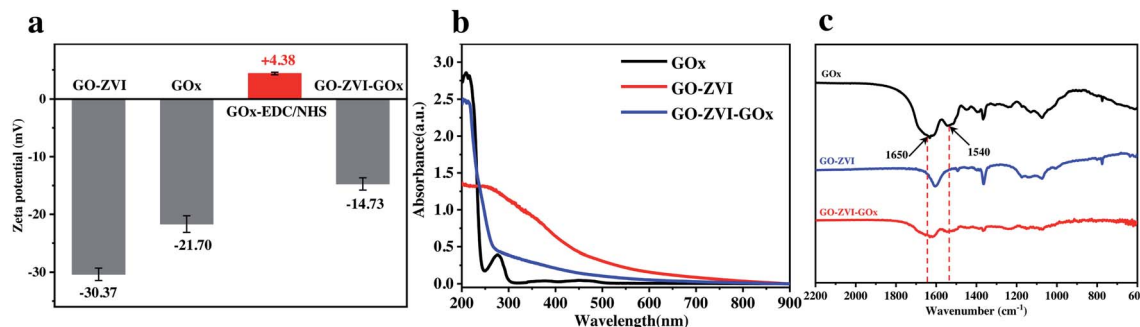 a
+4.38
GO-ZVI
GOx
GO-ZVI-GOx
GOx-EDC/NHS
0
-10
-20
-30
Zeta potential (mV)
-14.73
-21.70
-30.37
b
3.0
2.5
2.0
1.5
1.0
0.5
0.0
Absorbance(a.u.)
GOx
GO-ZVI
GO-ZVI-GOx
200 300 400 500 600 700 800 900
Wavelength(nm)
c
GOx
1650
1540
GO-ZVI
GO-ZVI-GOx
2200 2000 1800 1600 1400 1200 1000 800
Wavenumber (cm⁻¹)